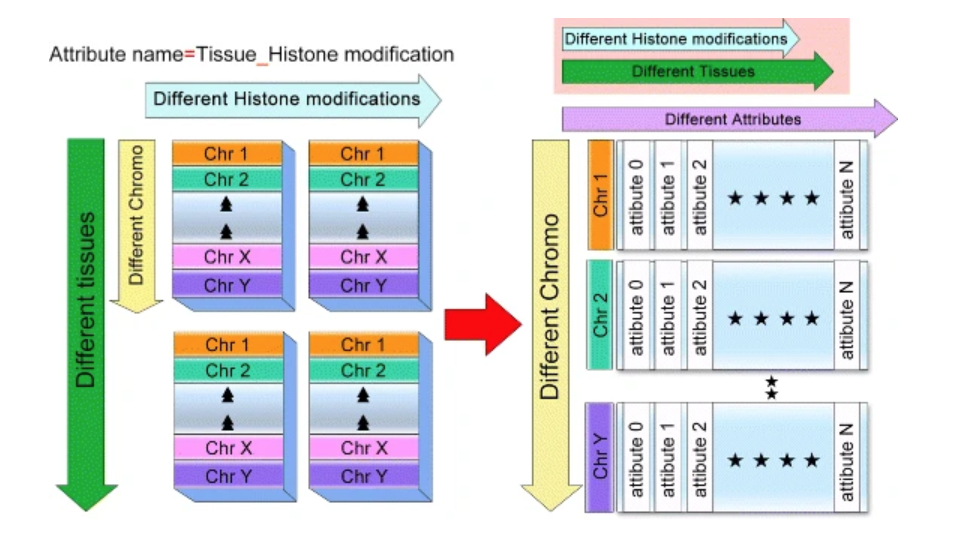 Attribute name=Tissue_Histone modification
Different Histone modifications
Different tissues
Different Chromo
Chr 1
Chr 2
Chr X
Chr Y
Chr 1
Chr 2
Chr X
Chr Y
Chr 1
Chr 2
Chr X
Chr Y
Chr 1
Chr 2
Chr X
Chr Y
Different Histone modifications
Different Tissues
Different Attributes
Different Chromo
Chr 1
attibute 0
attibute 1
attibute 2
attibute N
Chr 2
attibute 0
attibute 1
attibute 2
attibute N
Chr Y
attibute 0
attibute 1
attibute 2
attibute N